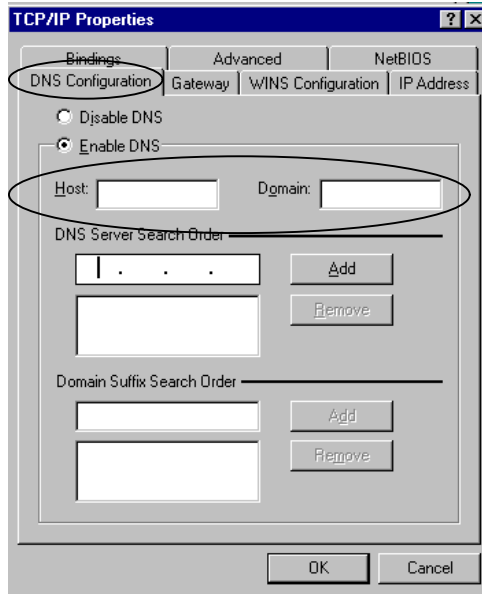 TCP/IP Properties ? X
Bindings Advanced NetBIOS
DNS Configuration Gateway WINS Configuration IP Address
Disable DNS
Enable DNS
Host: Domain:
DNS Server Search Order
. . .
Add
Remove
Domain Suffix Search Order
Add
Remove
OK Cancel